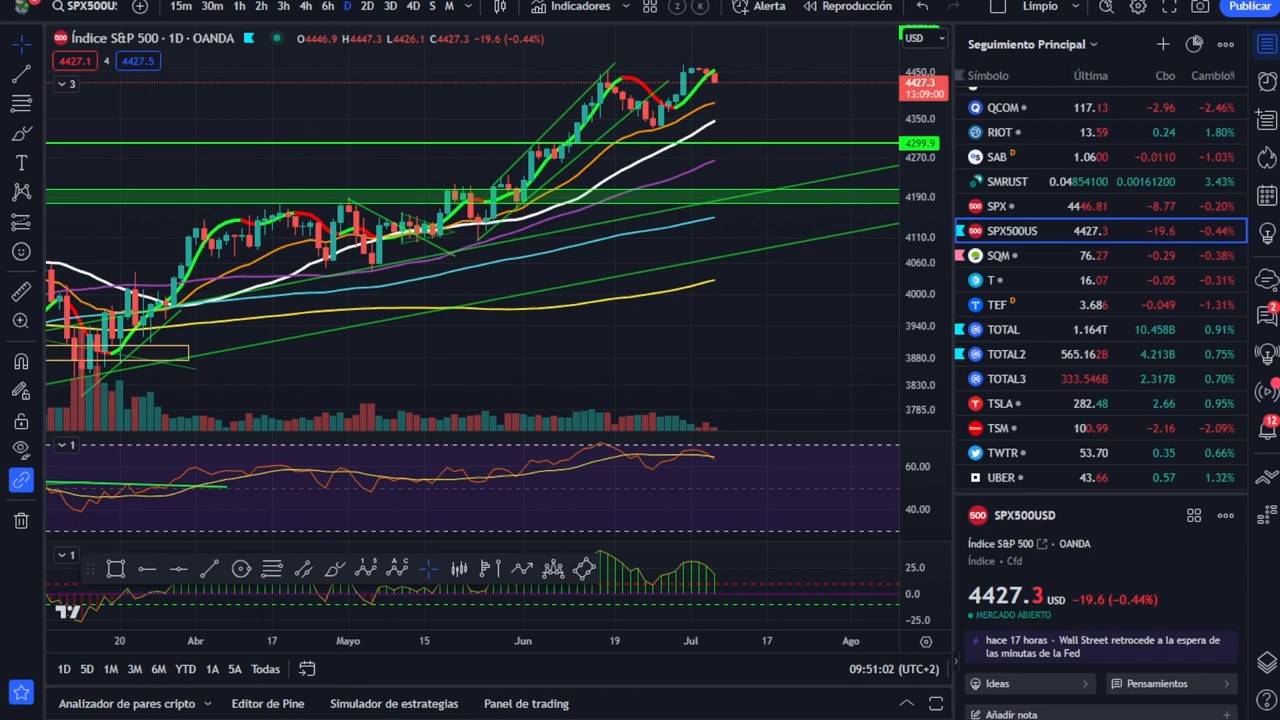 SPX500US 15m 30m 1h 2h 3h 4h 6h D 2D 3D 4D S M Indicadores 2 K Alerta Reproducción Limpio Publicar
Índice S&P 500 · 1D · OANDA O4446.9 H4447.3 L4426.1 C4427.3 −19.6 (−0.44%)
4427.1 4 4427.5
3
USD
4450.0
4427.3
13:09:00
4350.0
4299.9
4270.0
4190.0
4110.0
4060.0
4000.0
3940.0
3880.0
3830.0
3785.0
1
60.00
40.00
1
25.0
0.0
−25.0
20 Abr 17 Mayo 15 Jun 19 Jul 17 Ago
1D 5D 1M 3M 6M YTD 1A 5A Todas 09:51:02 (UTC+2)
Analizador de pares cripto Editor de Pine Simulador de estrategias Panel de trading
Seguimiento Principal
Símbolo Última Cbo Cambio%
QCOM 117.13 −2.96 −2.46%
RIOT 13.59 0.24 1.80%
SAB D 1.0600 −0.0110 −1.03%
SMRUST 0.04854100 0.00161200 3.43%
SPX 4446.81 −8.77 −0.20%
SPX500US 4427.3 −19.6 −0.44%
SQM 76.27 −0.29 −0.38%
T 16.07 −0.05 −0.31%
TEF D 3.686 −0.049 −1.31%
TOTAL 1.164T 10.458B 0.91%
TOTAL2 565.162B 4.213B 0.75%
TOTAL3 333.546B 2.317B 0.70%
TSLA 282.48 2.66 0.95%
TSM 100.99 −2.16 −2.09%
TWTR 53.70 0.35 0.66%
UBER 43.66 0.57 1.32%
500 SPX500USD
Índice S&P 500 · OANDA
Índice · Cfd
4427.3 USD −19.6 (−0.44%)
MERCADO ABIERTO
hace 17 horas · Wall Street retrocede a la espera de
las minutas de la Fed
Ideas Pensamientos
Añadir nota
2
12